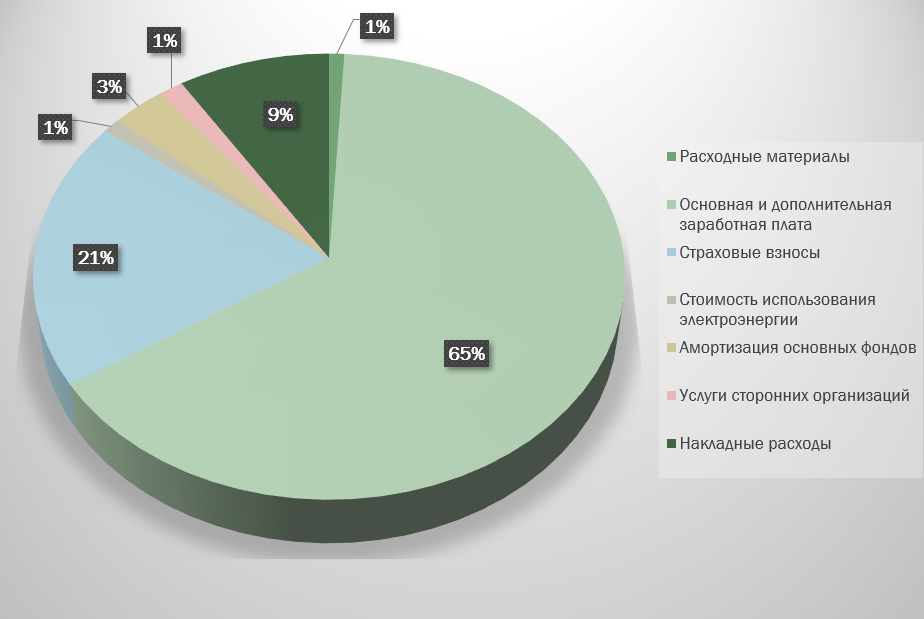 1%
1%
3%
1%
9%
21%
65%
Расходные материалы
Основная и дополнительная
заработная плата
Страховые взносы
Стоимость использования
электроэнергии
Амортизация основных фондов
Услуги сторонних организаций
Накладные расходы